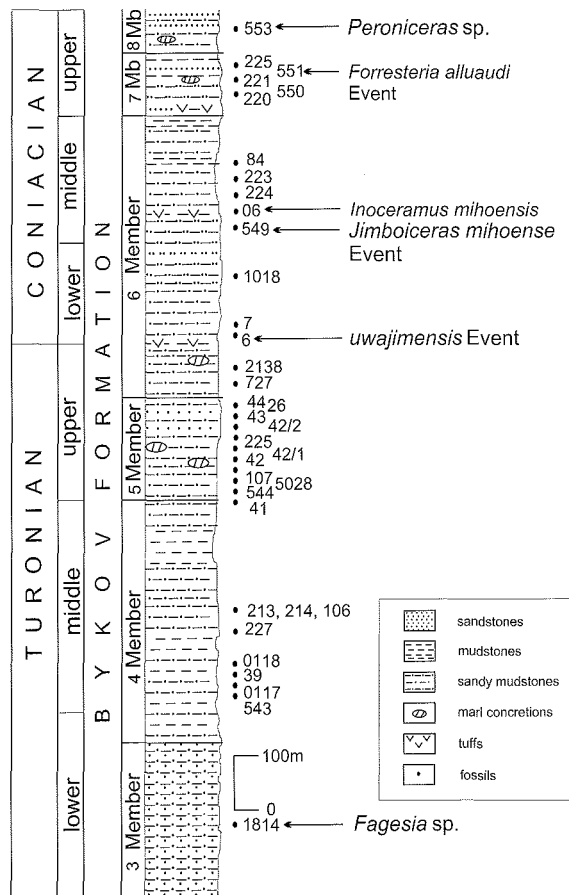 CONIACIAN
TURONIAN
upper
middle
lower
upper
middle
lower
BYKOV FORMATION
8 Mb
7 Mb
6 Member
5 Member
4 Member
3 Member
553
Peroniceras sp.
225
551
Forresteria alluaudi
221
Event
550
220
84
223
224
06
Inoceramus mihoensis
549
Jimboiceras mihoense
Event
1018
7
6
uwajimensis Event
2138
727
44 26
43
42/2
225
42/1
42
107 5028
544
41
213, 214, 106
227
0118
39
0117
543
100m
0
1814
Fagesia sp.
sandstones
mudstones
sandy mudstones
marl concretions
tuffs
fossils